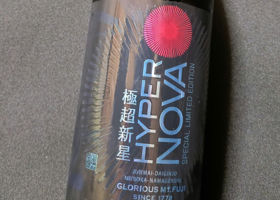 HYPER
NOVA
SPECIAL LIMITED EDITION
極超新星
JUNMAI-DAIGINJO
GLORIOUS MT.FUJI
SINCE 1778